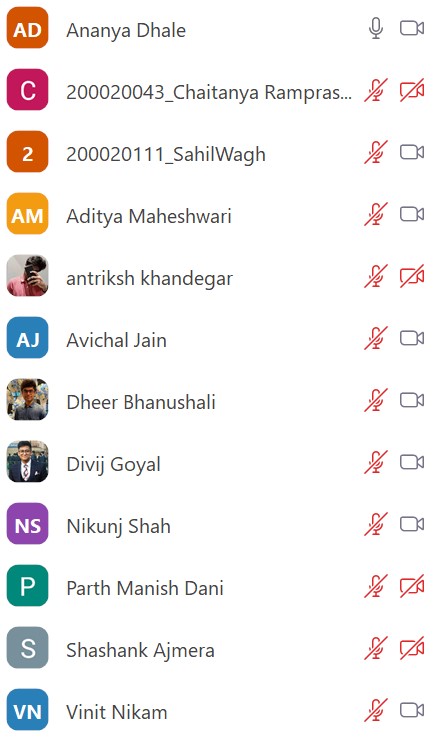 AD Ananya Dhale
C 200020043_Chaitanya Rampras...
2 200020111_SahilWagh
AM Aditya Maheshwari
antriksh khandegar
AJ Avichal Jain
Dheer Bhanushali
Divij Goyal
NS Nikunj Shah
P Parth Manish Dani
S Shashank Ajmera
VN Vinit Nikam